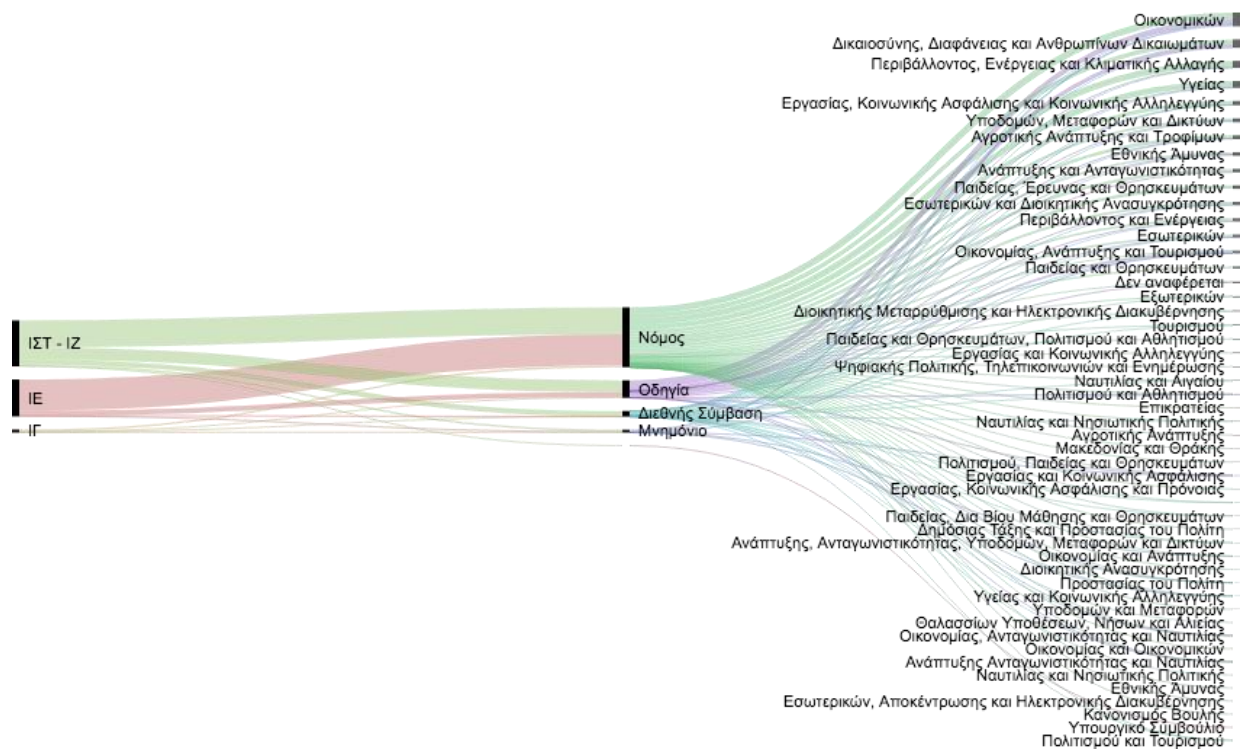 ΙΣΤ - ΙΖ
ΙΕ
ΙΓ
Νόμος
Οδηγία
Διεθνής Σύμβαση
Μνημόνιο
Οικονομικών
Δικαιοσύνης, Διαφάνειας και Ανθρωπίνων Δικαιωμάτων
Περιβάλλοντος, Ενέργειας και Κλιματικής Αλλαγής
Υγείας
Εργασίας, Κοινωνικής Ασφάλισης και Κοινωνικής Αλληλεγγύης
Υποδομών, Μεταφορών και Δικτύων
Αγροτικής Ανάπτυξης και Τροφίμων
Εθνικής Άμυνας
Ανάπτυξης και Ανταγωνιστικότητας
Παιδείας, Έρευνας και Θρησκευμάτων
Εσωτερικών και Διοικητικής Ανασυγκρότησης
Περιβάλλοντος και Ενέργειας
Εσωτερικών
Οικονομίας, Ανάπτυξης και Τουρισμού
Παιδείας και Θρησκευμάτων
Δεν αναφέρεται
Εξωτερικών
Διοικητικής Μεταρρύθμισης και Ηλεκτρονικής Διακυβέρνησης
Τουρισμού
Παιδείας και Θρησκευμάτων, Πολιτισμού και Αθλητισμού
Εργασίας και Κοινωνικής Αλληλεγγύης
Ψηφιακής Πολιτικής, Τηλεπικοινωνιών και Ενημέρωσης
Ναυτιλίας και Αιγαίου
Πολιτισμού και Αθλητισμού
Επικρατείας
Ναυτιλίας και Νησιωτικής Πολιτικής
Αγροτικής Ανάπτυξης
Μακεδονίας και Θράκης
Πολιτισμού, Παιδείας και Θρησκευμάτων
Εργασίας και Κοινωνικής Ασφάλισης
Εργασίας, Κοινωνικής Ασφάλισης και Πρόνοιας
Παιδείας, Δια Βίου Μάθησης και Θρησκευμάτων
Δημόσιας Τάξης και Προστασίας του Πολίτη
Ανάπτυξης, Ανταγωνιστικότητας, Υποδομών, Μεταφορών και Δικτύων
Οικονομίας και Ανάπτυξης
Διοικητικής Ανασυγκρότησης
Προστασίας του Πολίτη
Υγείας και Κοινωνικής Αλληλεγγύης
Υποδομών και Μεταφορών
Θαλασσίων Υποθέσεων, Νήσων και Αλιείας
Οικονομίας, Ανταγωνιστικότητας και Ναυτιλίας
Οικονομίας και Οικονομικών
Ανάπτυξης Ανταγωνιστικότητας και Ναυτιλίας
Ναυτιλίας και Νησιωτικής Πολιτικής
Εθνικής Άμυνας
Εσωτερικών, Αποκέντρωσης και Ηλεκτρονικής Διακυβέρνησης
Κανονισμός Βουλής
Υπουργικό Συμβούλιο
Πολιτισμού και Τουρισμού